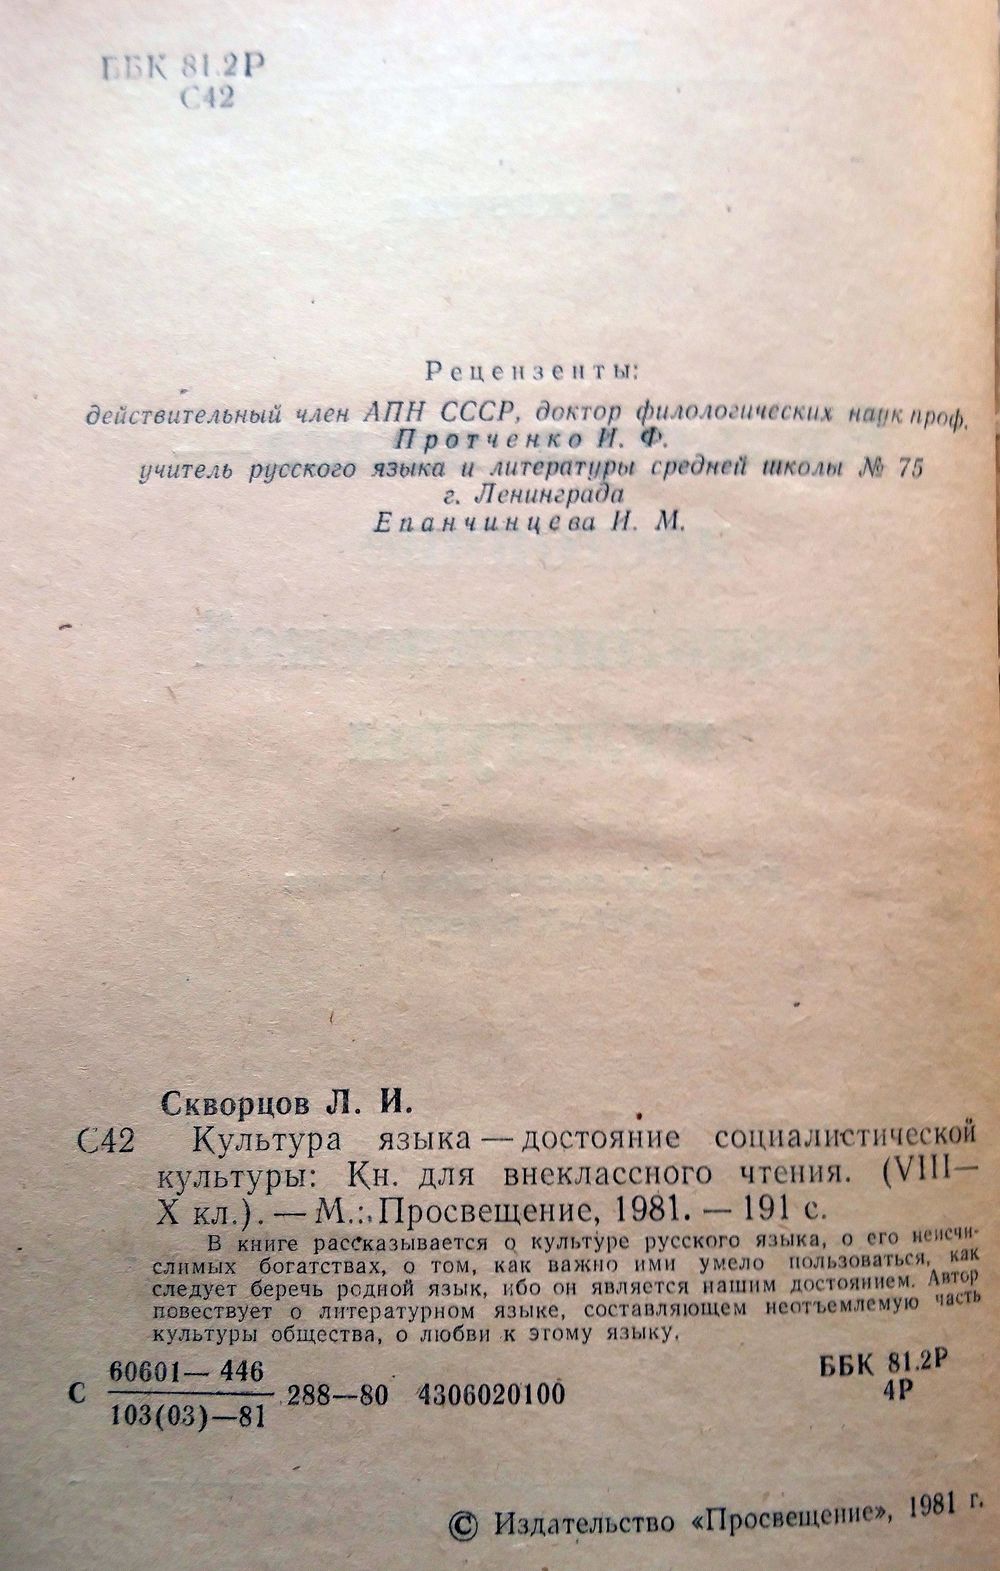 ББК 81.2Р
С42
Рецензенты:
действительный член АПН СССР, доктор филологических наук проф.
Протченко И. Ф.
учитель русского языка и литературы средней школы № 75
г. Ленинграда
Епанчинцева И. М.
Скворцов Л. И.
С42 Культура языка — достояние социалистической
культуры: Кн. для внеклассного чтения. (VIII—
X кл.). — М.: Просвещение, 1981. — 191 с.
В книге рассказывается о культуре русского языка, о его неисчи-
слимых богатствах, о том, как важно ими умело пользоваться, как
следует беречь родной язык, ибо он является нашим достоянием. Автор
повествует о литературном языке, составляющем неотъемлемую часть
культуры общества, о любви к этому языку.
60601— 446
С 288—80 4306020100
103(03)—81
ББК 81.2Р
4Р
© Издательство «Просвещение», 1981 г.